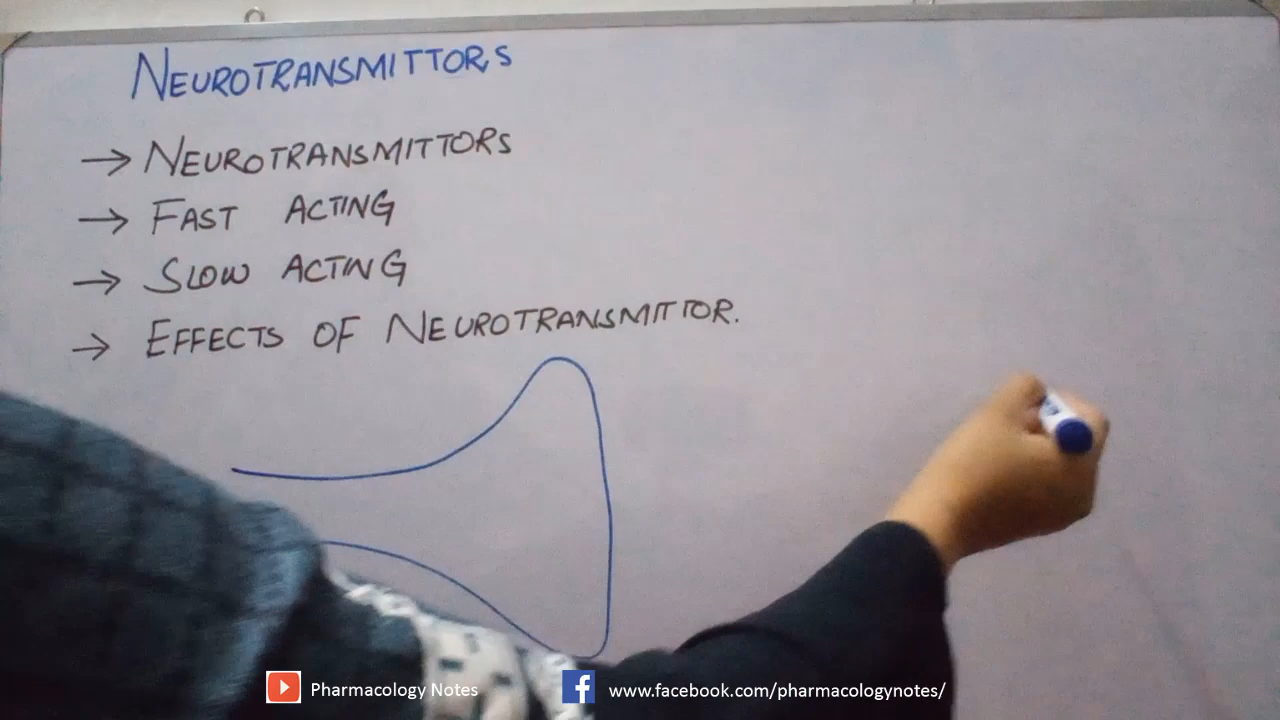 NEUROTRANSMITTORS
→ NEUROTRANSMITTORS
→ FAST ACTING
→ SLOW ACTING
→ EFFECTS OF NEUROTRANSMITTOR.
Pharmacology Notes www.facebook.com/pharmacologynotes/